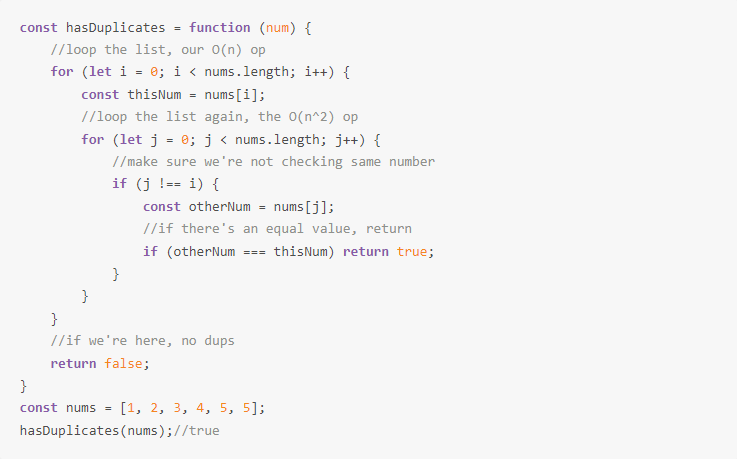 const hasDuplicates = function (num) {
    //loop the list, our O(n) op
    for (let i = 0; i < nums.length; i++) {
        const thisNum = nums[i];
        //loop the list again, the O(n^2) op
        for (let j = 0; j < nums.length; j++) {
            //make sure we're not checking same number
            if (j !== i) {
                const otherNum = nums[j];
                //if there's an equal value, return
                if (otherNum === thisNum) return true;
            }
        }
    }
    //if we're here, no dups
    return false;
}
const nums = [1, 2, 3, 4, 5, 5];
hasDuplicates(nums);//true